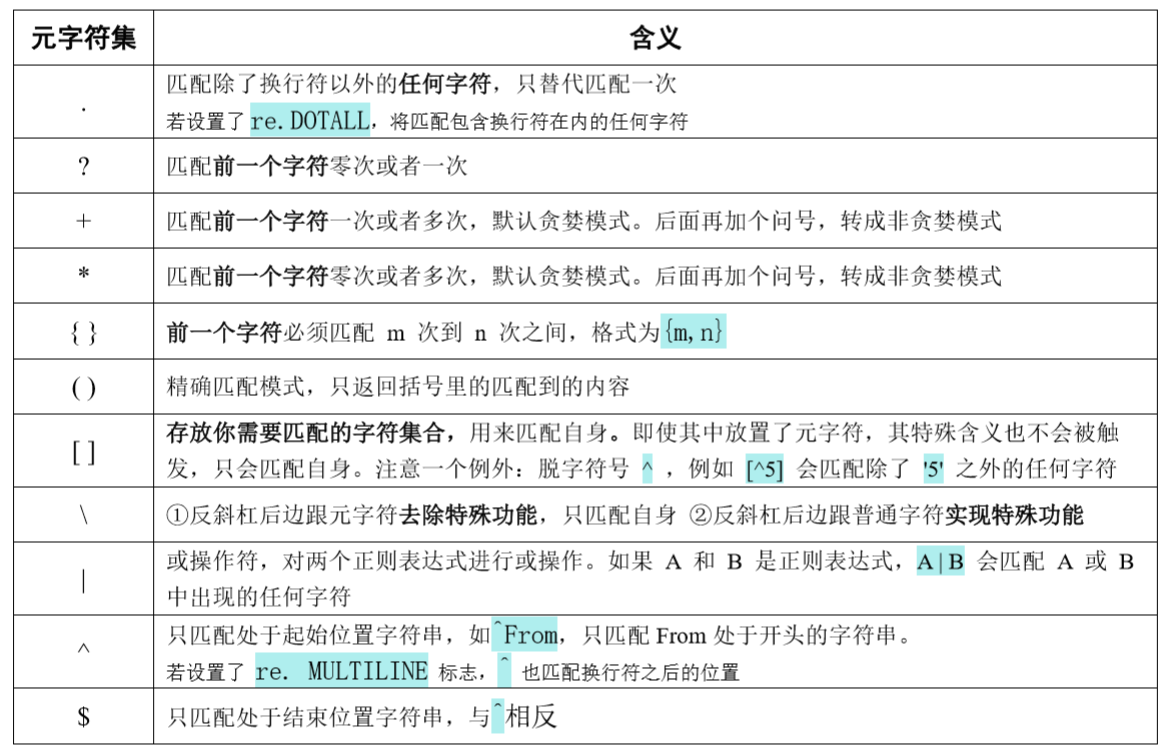 元字符集 含义
. 匹配除了换行符以外的任何字符，只替代匹配一次
若设置了 re.DOTALL，将匹配包含换行符在内的任何字符
? 匹配前一个字符零次或者一次
+ 匹配前一个字符一次或者多次，默认贪婪模式。后面再加个问号，转成非贪婪模式
* 匹配前一个字符零次或者多次，默认贪婪模式。后面再加个问号，转成非贪婪模式
{ } 前一个字符必须匹配 m 次到 n 次之间，格式为{m,n}
( ) 精确匹配模式，只返回括号里的匹配到的内容
[ ] 存放你需要匹配的字符集合，用来匹配自身。即使其中放置了元字符，其特殊含义也不会被触
发，只会匹配自身。注意一个例外：脱字符号 ^ ，例如 [^5] 会匹配除了 '5' 之外的任何字符
\ ①反斜杠后边跟元字符去除特殊功能，只匹配自身 ②反斜杠后边跟普通字符实现特殊功能
| 或操作符，对两个正则表达式进行或操作。如果 A 和 B 是正则表达式，A|B 会匹配 A 或 B
中出现的任何字符
^ 只匹配处于起始位置字符串，如^From，只匹配 From 处于开头的字符串。
若设置了 re. MULTILINE 标志，^ 也匹配换行符之后的位置
$ 只匹配处于结束位置字符串，与^相反